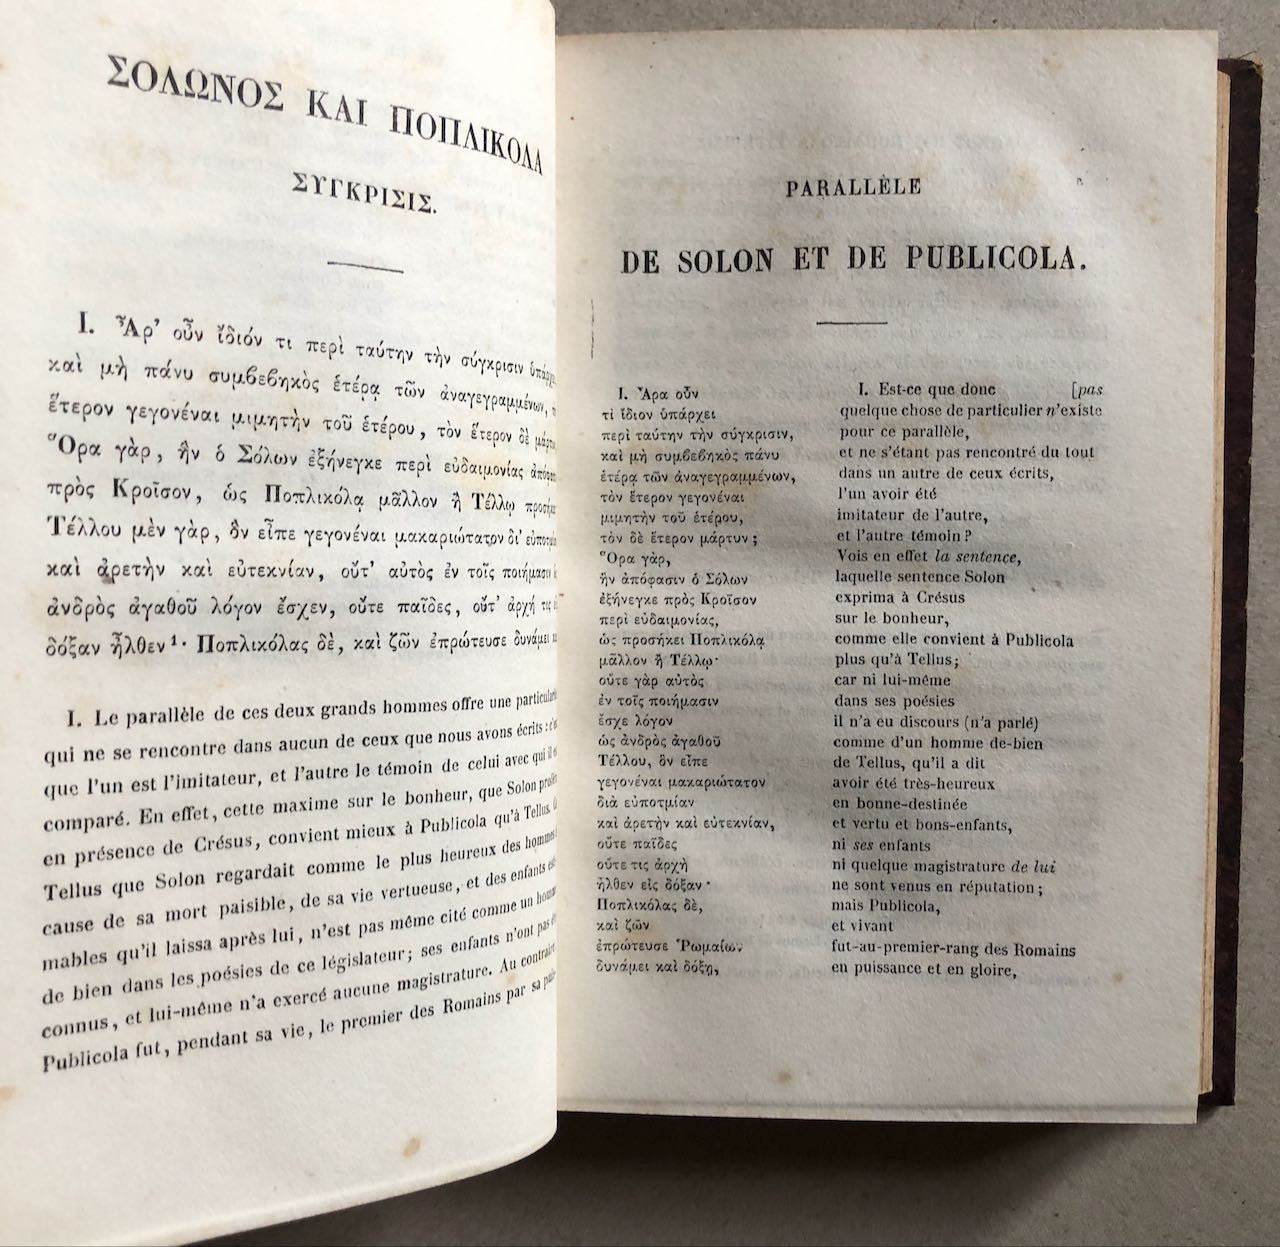 ΣΟΛΩΝΟΣ ΚΑΙ ΠΟΠΛΙΚΟΛΑ
ΣΥΓΚΡΙΣΙΣ.
I. Ἆρ’ οὖν ἴδιόν τι περὶ ταύτην τὴν σύγκρισιν
καὶ μὴ πάνυ συμβεβηκὸς ἑτέρᾳ τῶν ἀναγεγραμμένων,
ἕτερον γεγονέναι μιμητὴν τοῦ ἑτέρου, τὸν ἕτερον δὲ
Ὅρα γὰρ, ἣν ὁ Σόλων ἐξήνεγκε περὶ εὐδαιμονίας
πρὸς Κροῖσον, ὡς Ποπλικόλᾳ μᾶλλον ἢ Τέλλῳ
Τέλλου μὲν γὰρ, ὃν εἶπε γεγονέναι μακαριώτατον δι’
καὶ ἀρετὴν καὶ εὐτεκνίαν, οὔτ’ αὐτὸς ἐν τοῖς ποιήμασιν
ἀνδρὸς ἀγαθοῦ λόγον ἔσχεν, οὔτε παῖδες, οὔτ’ ἀρχή τις
δόξαν ἦλθεν¹· Ποπλικόλας δὲ, καὶ ζῶν ἐπρώτευσε δυνάμει
I. Le parallèle de ces deux grands hommes offre une
qui ne se rencontre dans aucun de ceux que nous avons écrits :
que l'un est l'imitateur, et l'autre le témoin de celui avec qui il
comparé. En effet, cette maxime sur le bonheur, que Solon
en présence de Crésus, convient mieux à Publicola qu'à Tellus.
Tellus que Solon regardait comme le plus heureux des hommes
cause de sa mort paisible, de sa vie vertueuse, et des enfants
mables qu'il laissa après lui, n'est pas même cité comme un
de bien dans les poésies de ce législateur; ses enfants n'ont pas
connus, et lui-même n'a exercé aucune magistrature. Au contraire
Publicola fut, pendant sa vie, le premier des Romains par sa
PARALLÈLE
DE SOLON ET DE PUBLICOLA.
I. Ἆρα οὖν
τὶ ἴδιον ὑπάρχει
περὶ ταύτην τὴν σύγκρισιν,
καὶ μὴ συμβεβηκὸς πάνυ
ἑτέρᾳ τῶν ἀναγεγραμμένων,
τὸν ἕτερον γεγονέναι
μιμητὴν τοῦ ἑτέρου,
τὸν δὲ ἕτερον μάρτυν ;
Ὅρα γὰρ,
ἣν ἀπόφασιν ὁ Σόλων
ἐξήνεγκε πρὸς Κροῖσον
περὶ εὐδαιμονίας,
ὡς προσήκει Ποπλικόλᾳ
μᾶλλον ἢ Τέλλῳ·
οὔτε γὰρ αὐτὸς
ἐν τοῖς ποιήμασιν
ἔσχε λόγον
ὡς ἀνδρὸς ἀγαθοῦ
Τέλλου, ὃν εἶπε
γεγονέναι μακαριώτατον
διὰ εὐποτμίαν
καὶ ἀρετὴν καὶ εὐτεκνίαν,
οὔτε παῖδες
οὔτε τις ἀρχὴ
ἦλθεν εἰς δόξαν·
Ποπλικόλας δὲ,
καὶ ζῶν
ἐπρώτευσε Ῥωμαίων
δυνάμει καὶ δόξῃ,
I. Est-ce que donc [pas
quelque chose de particulier n'existe
pour ce parallèle,
et ne s'étant pas rencontré du tout
dans un autre de ceux écrits,
l'un avoir été
imitateur de l'autre,
et l'autre témoin ?
Vois en effet la sentence,
laquelle sentence Solon
exprima à Crésus
sur le bonheur,
comme elle convient à Publicola
plus qu'à Tellus ;
car ni lui-même
dans ses poésies
il n'a eu discours (n'a parlé)
comme d'un homme de-bien
de Tellus, qu'il a dit
avoir été très-heureux
en bonne-destinée
et vertu et bons-enfants,
ni ses enfants
ni quelque magistrature de lui
ne sont venus en réputation ;
mais Publicola,
et vivant
fut-au-premier-rang des Romains
en puissance et en gloire,